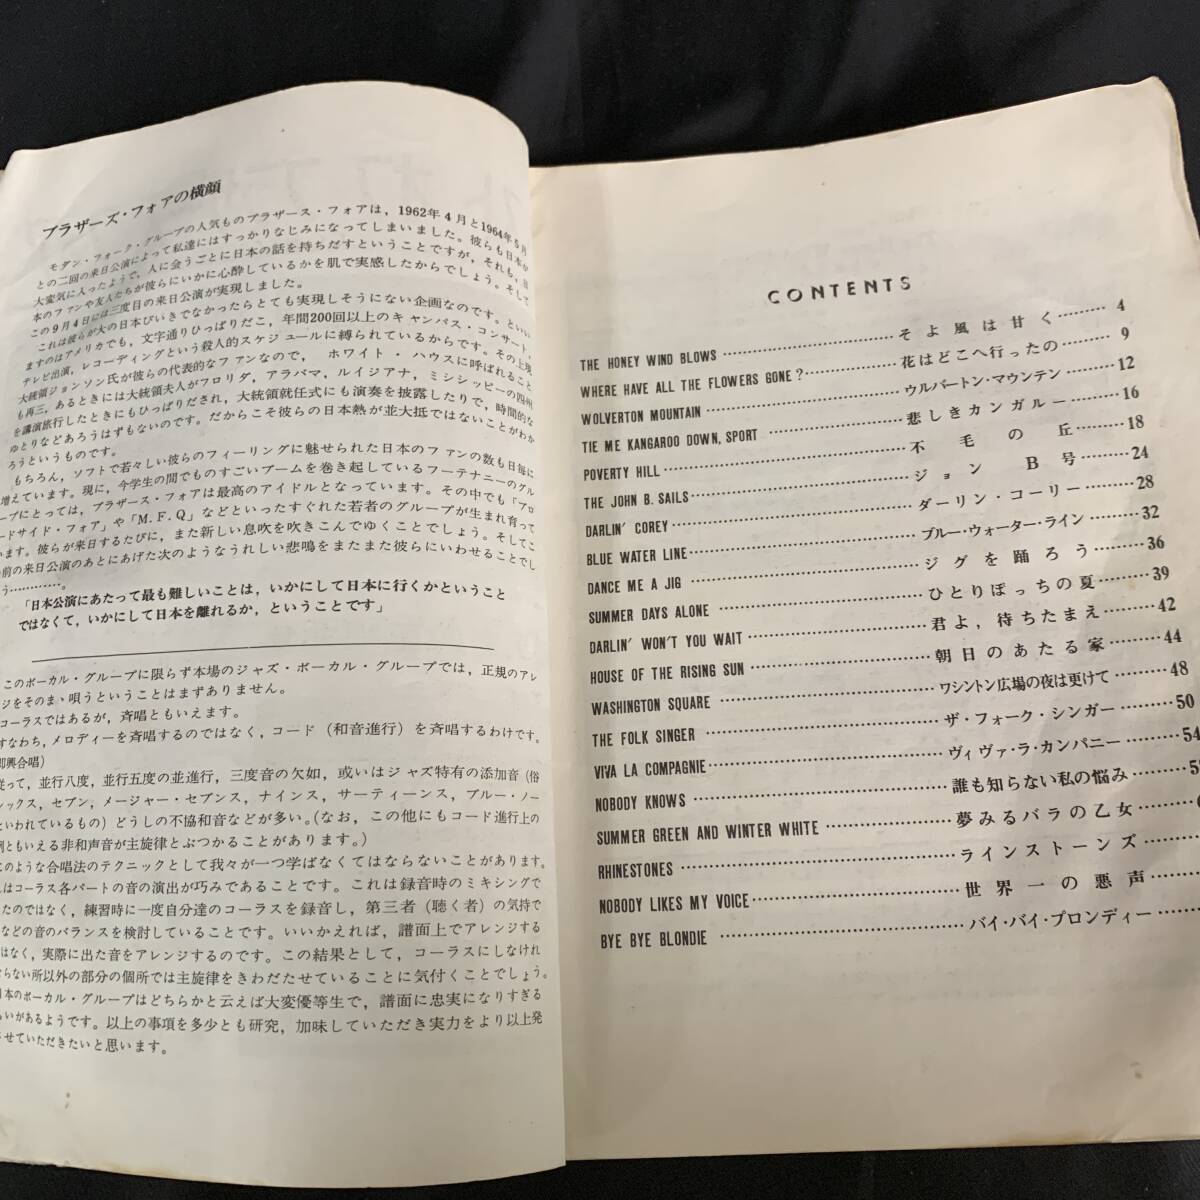 ブラザーズ・フォアの横顔
モダン・フォーク・グループの人気ものブラザース・フォアは，1962年4月と1964年5月
との二回の来日公演によって私達にはすっかりなじみになってしまいました。彼らも日本が
大変気に入ったようで，人に会うごとに日本の話を持ちだすということですが，それも，日
本のファンや友人たちが彼らにいかに心酔しているかを肌で実感したからでしょう。そして
この9月4日には三度目の来日公演が実現しました。
これは彼らが大の日本びいきでなかったらとても実現しそうにない企画なのです。といい
ますのはアメリカでも，文字通りひっぱりだこ，年間200回以上のキャンパス・コンサート，
テレビ出演，レコーディングという殺人的スケジュールに縛られているからです。その上現
大統領ジョンソン氏が彼らの代表的なファンなので，ホワイト・ハウスに呼ばれること
も再三，あるときには大統領夫人がフロリダ，アラバマ，ルイジアナ，ミシシッピーの四州
を講演旅行したときにもひっぱりだされ，大統領就任式にも演奏を披露したりで，時間的な
ゆとりなどあろうはずもないのです。だからこそ彼らの日本熱が並大抵ではないことがわか
ろうというものです。
もちろん，ソフトで若々しい彼らのフィーリングに魅せられた日本のファンの数も日毎に
増えています。現に，今学生の間でものすごいブームを巻き起しているフーテナニーのグル
ープにとっては，ブラザース・フォアは最高のアイドルとなっています。その中でも「ブロ
ードサイド・フォア」や「M.F.Q」などといったすぐれた若者のグループが生まれ育って
います。彼らが来日するたびに，また新しい息吹を吹きこんでゆくことでしょう。そしてこ
前の来日公演のあとにあげた次のようなうれしい悲鳴をまたまた彼らにいわせることでし
う…………。
「日本公演にあたって最も難しいことは，いかにして日本に行くかということ
ではなくて，いかにして日本を離れるか，ということです」
このボーカル・グループに限らず本場のジャズ・ボーカル・グループでは，正規のアレ
ジをそのまゝ唄うということはまずありません。
コーラスではあるが，斉唱ともいえます。
すなわち，メロディーを斉唱するのではなく，コード（和音進行）を斉唱するわけです。
即興合唱）
従って，並行八度，並行五度の並進行，三度音の欠如，或いはジャズ特有の添加音（俗
シックス，セブン，メージャー・セブンス，ナインス，サーティーンス，ブルー・ノー
といわれているもの）どうしの不協和音などが多い。（なお，この他にもコード進行上の
例ともいえる非和声音が主旋律とぶつかることがあります。）
このような合唱法のテクニックとして我々が一つ学ばなくてはならないことがあります。
れはコーラス各パートの音の演出が巧みであることです。これは録音時のミキシングで
たのではなく，練習時に一度自分達のコーラスを録音し，第三者（聴く者）の気持で
などの音のバランスを検討していることです。いいかえれば，譜面上でアレンジする
はなく，実際に出た音をアレンジするのです。この結果として，コーラスにしなけれ
ならない所以外の部分の個所では主旋律をきわだたせていることに気付くことでしょう。
日本のボーカル・グループはどちらかと云えば大変優等生で，譜面に忠実になりすぎる
らいがあるようです。以上の事項を多少とも研究，加味していただき実力をより以上発
させていただきたいと思います。
CONTENTS
THE HONEY WIND BLOWS ……… そよ風は甘く ……… 4
WHERE HAVE ALL THE FLOWERS GONE? ……… 花はどこへ行ったの ……… 9
WOLVERTON MOUNTAIN ……… ウルバートン・マウンテン ……… 12
TIE ME KANGAROO DOWN, SPORT ……… 悲しきカンガルー ……… 16
POVERTY HILL ……… 不毛の丘 ……… 18
THE JOHN B. SAILS ……… ジョンB号 ……… 24
DARLIN' COREY ……… ダーリン・コーリー ……… 28
BLUE WATER LINE ……… ブルー・ウォーター・ライン ……… 32
DANCE ME A JIG ……… ジグを踊ろう ……… 36
SUMMER DAYS ALONE ……… ひとりぼっちの夏 ……… 39
DARLIN' WON'T YOU WAIT ……… 君よ，待ちたまえ ……… 42
HOUSE OF THE RISING SUN ……… 朝日のあたる家 ……… 44
WASHINGTON SQUARE ……… ワシントン広場の夜は更けて ……… 48
THE FOLK SINGER ……… ザ・フォーク・シンガー ……… 50
VIVA LA COMPAGNIE ……… ヴィヴァ・ラ・カンパニー ……… 54
NOBODY KNOWS ……… 誰も知らない私の悩み ……… 5
SUMMER GREEN AND WINTER WHITE ……… 夢みるバラの乙女 ………
RHINESTONES ……… ラインストーンズ ………
NOBODY LIKES MY VOICE ……… 世界一の悪声 ………
BYE BYE BLONDIE ……… バイ・バイ・ブロンディー ………